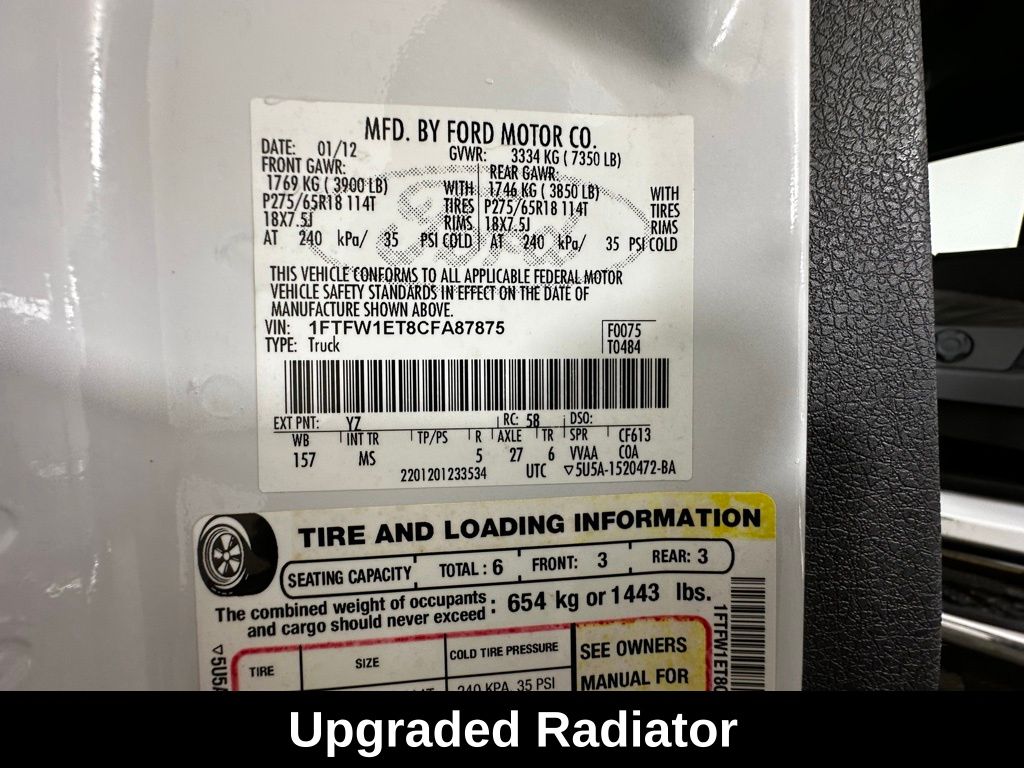 MFD. BY FORD MOTOR CO.
DATE: 01/12 GVWR: 3334 KG ( 7350 LB)
FRONT GAWR: REAR GAWR:
1769 KG ( 3900 LB) WITH 1746 KG ( 3850 LB) WITH
P275/65R18 114T TIRES P275/65R18 114T TIRES
18X7.5J RIMS 18X7.5J RIMS
AT 240 kPa/ 35 PSI COLD AT 240 kPa/ 35 PSI COLD
Ford
THIS VEHICLE CONFORMS TO ALL APPLICABLE FEDERAL MOTOR
VEHICLE SAFETY STANDARDS IN EFFECT ON THE DATE OF
MANUFACTURE SHOWN ABOVE.
VIN: 1FTFW1ET8CFA87875 F0075
TYPE: Truck T0484
EXT PNT: YZ RC: 58 DSO:
WB INT TR TP/PS R AXLE TR SPR CF613
157 MS 5 27 6 VVAA COA
2201201233534 UTC ▽5U5A-1520472-BA
TIRE AND LOADING INFORMATION
SEATING CAPACITY TOTAL : 6 FRONT: 3 REAR: 3
The combined weight of occupants
and cargo should never exceed : 654 kg or 1443 lbs.
TIRE SIZE COLD TIRE PRESSURE SEE OWNERS
240 KPA, 35 PSI MANUAL FOR
▽5U5A
1FTFW1ET8C
Upgraded Radiator